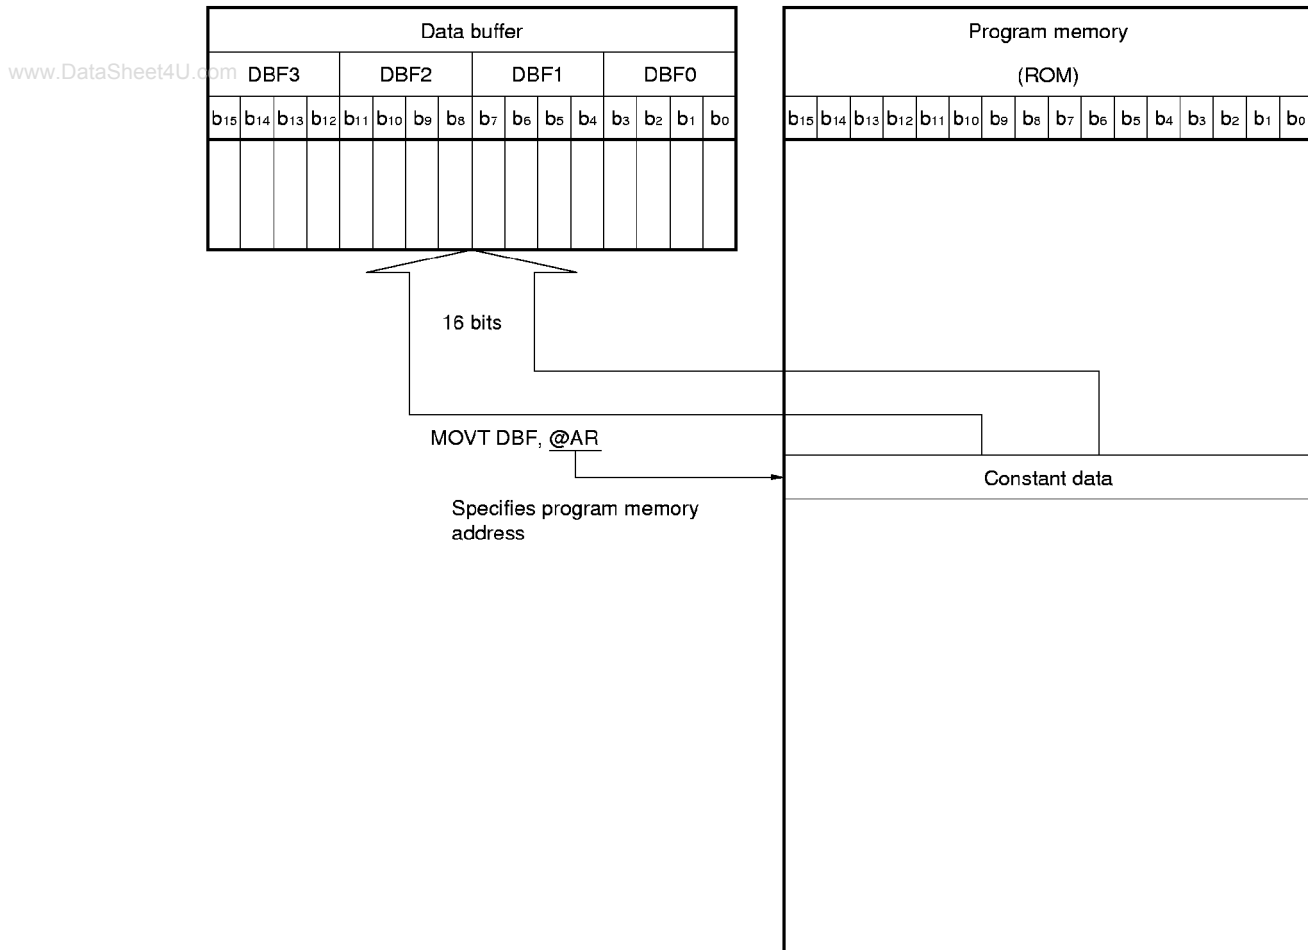 Data buffer
Program memory
www.DataSheet4U.com
DBF3 DBF2 DBF1 DBF0
(ROM)
b15 b14 b13 b12 b11 b10 b9 b8 b7 b6 b5 b4 b3 b2 b1 b0
b15 b14 b13 b12 b11 b10 b9 b8 b7 b6 b5 b4 b3 b2 b1 b0
16 bits
MOVT DBF, @AR
Constant data
Specifies program memory
address